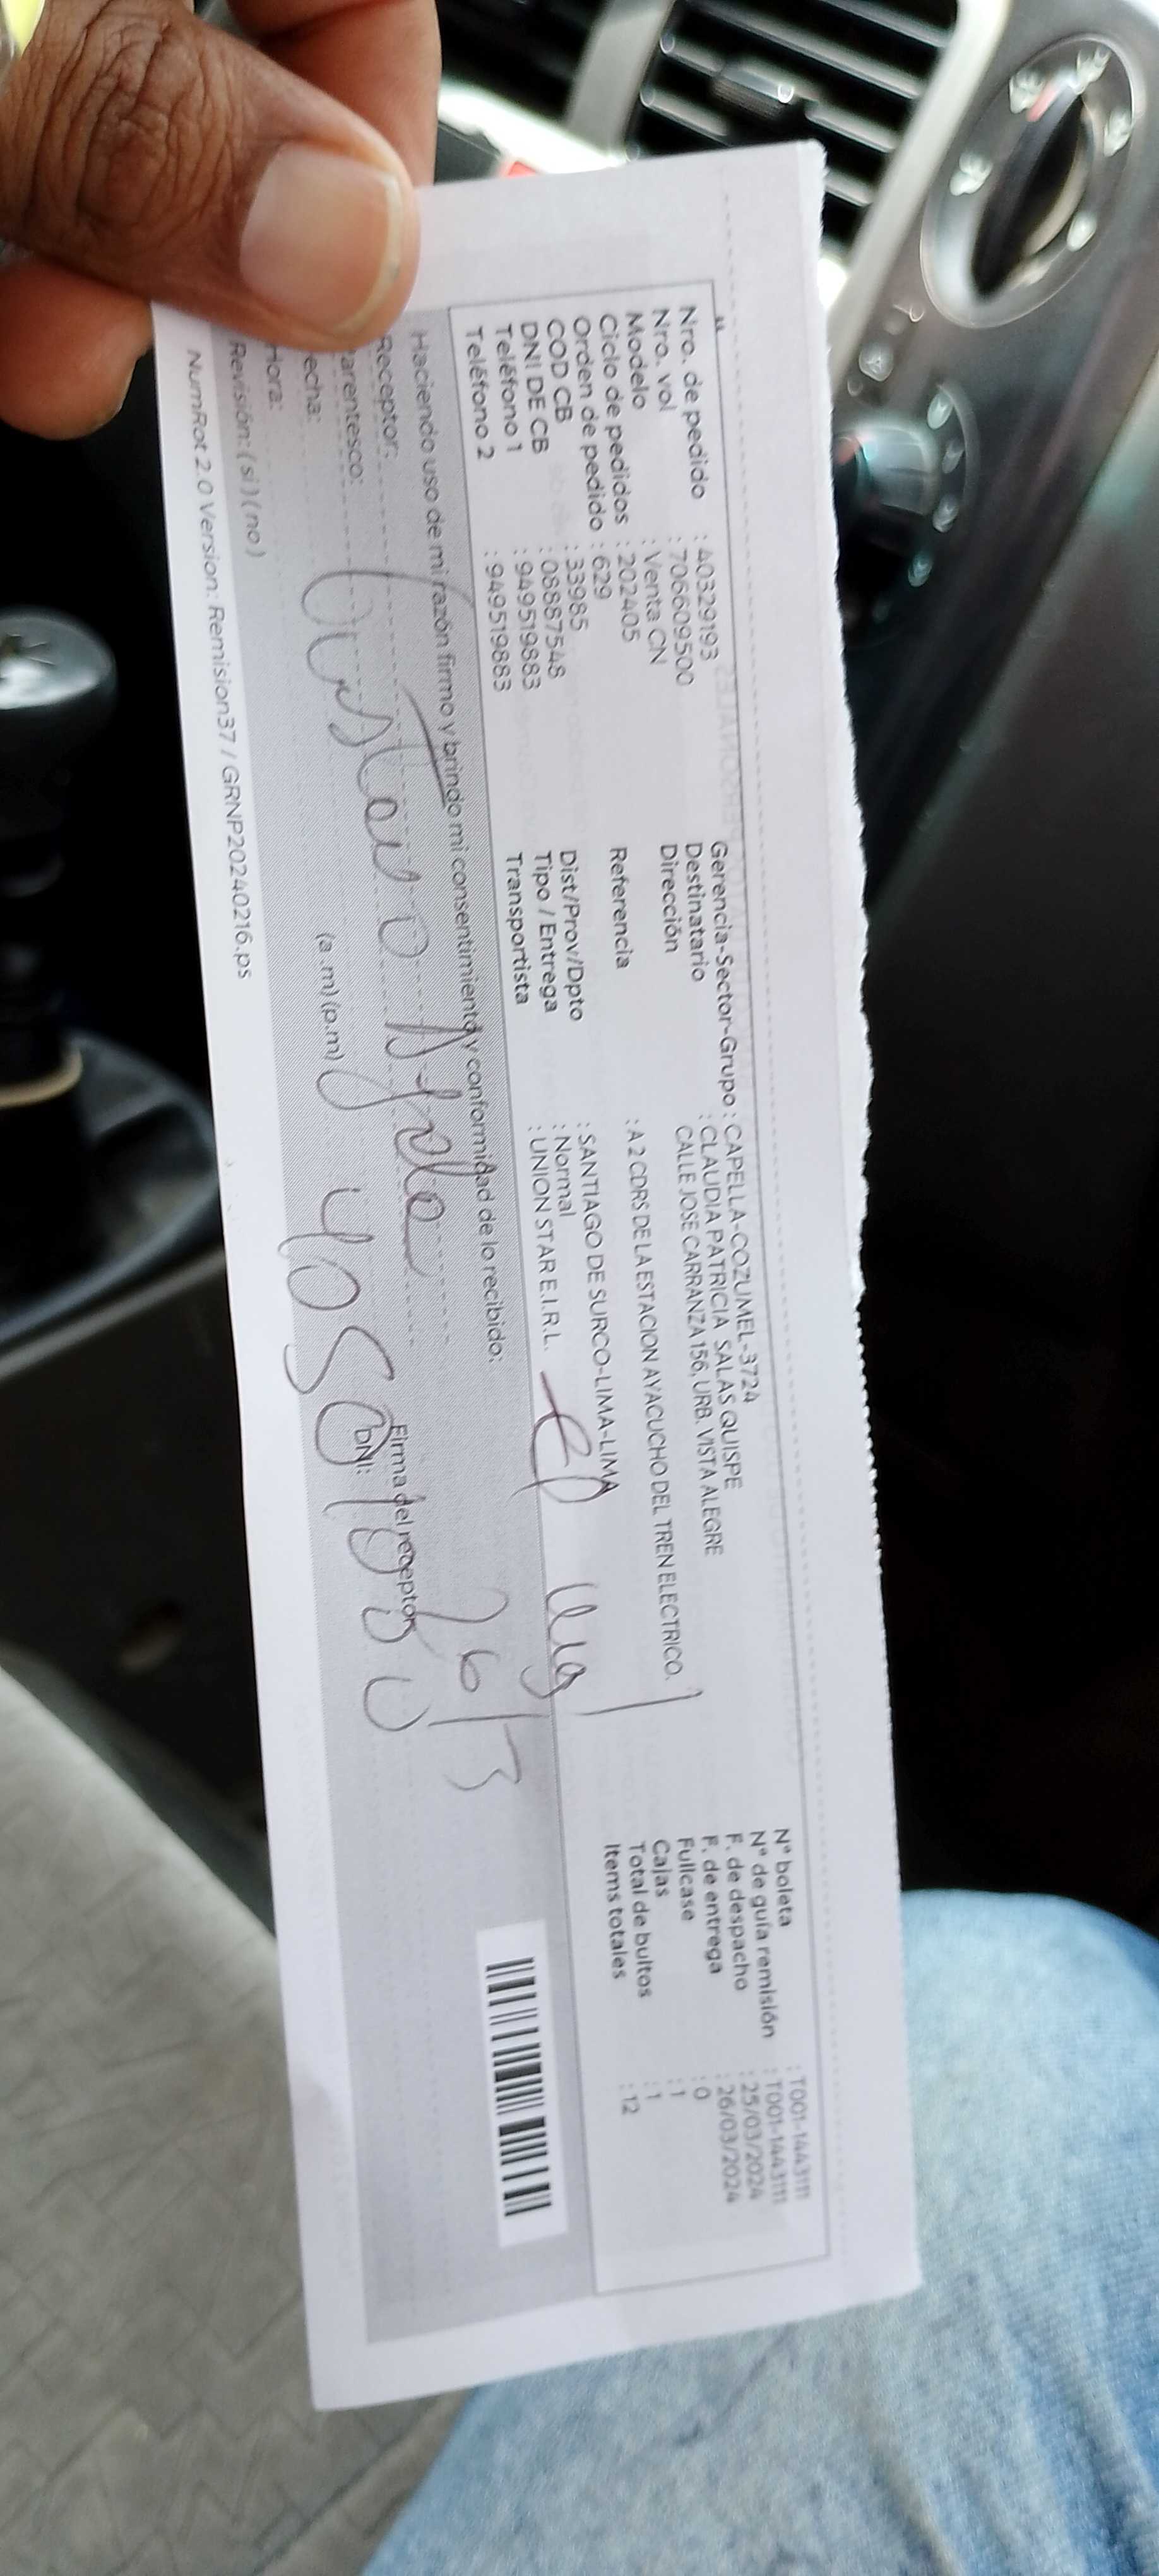 Nro. de pedido : 40329193
Nro. vol : 706609500
Modelo : Venta CN
Ciclo de pedidos : 202405
Orden de pedido : 629
COD CB : 33985
DNI DE CB : 08887548
Teléfono 1 : 949519883
Teléfono 2 : 949519883
Gerencia-Sector-Grupo : CAPELLA-COZUMEL-3724
Destinatario : CLAUDIA PATRICIA SALAS QUISPE
Dirección CALLE JOSE CARRANZA 156, URB. VISTA ALEGRE
Referencia : A 2 CDRS DE LA ESTACION AYACUCHO DEL TREN ELECTRICO.
Dist/Prov/Dpto : SANTIAGO DE SURCO-LIMA-LIMA
Tipo / Entrega : Normal
Transportista : UNION STAR E.I.R.L.
N° boleta : T001-1443111
N° de guía remisión : T001-1443111
F. de despacho : 25/03/2024
F. de entrega : 26/03/2024
Fullcase : 0
Cajas : 1
Total de bultos : 1
Items totales : 12
Haciendo uso de mi razón firmo y brindo mi consentimiento y conformidad de lo recibido:
Receptor:
arentesco:
echa:
Hora: (a.m) (p.m)
Revisión: ( si ) ( no )
Firma del receptor
DNI:
26/3
NumRot 2.0 Version: Remision37 / GRNP20240216.ps